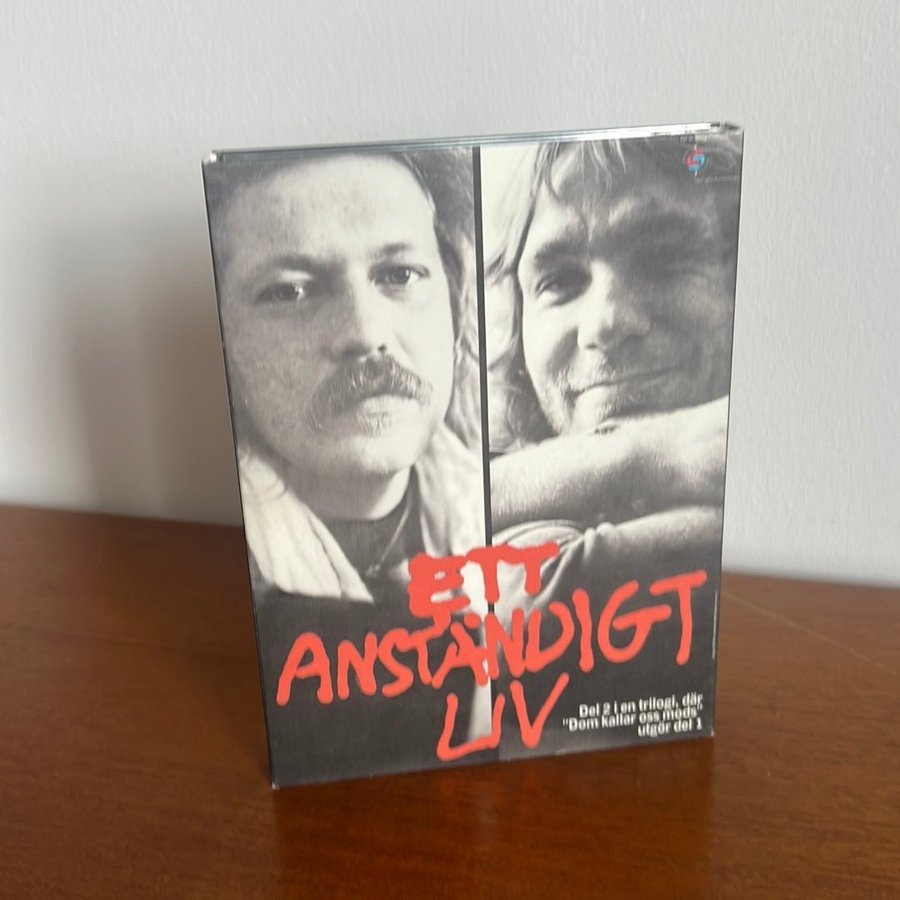 ETT
ANSTÄNDIGT
LIV
Del 2 i en trilogi, där
"Dom kallar oss mods",
utgör del 1